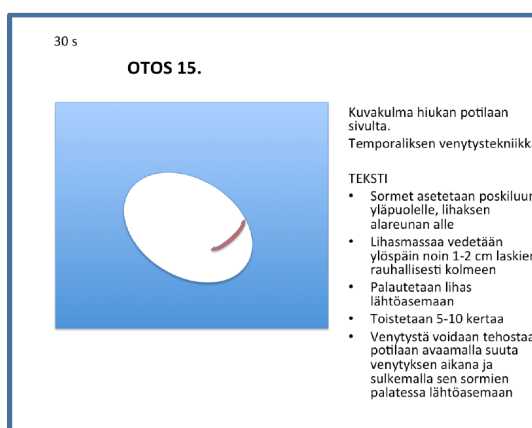 30 s
OTOS 15.
Kuvakulma hiukan potilaan
sivulta.
Temporaliksen venytystekniikk
TEKSTI
• Sormet asetetaan poskiluun
yläpuolelle, lihaksen
alareunan alle
• Lihasmassaa vedetään
ylöspäin noin 1-2 cm laskien
rauhallisesti kolmeen
• Palautetaan lihas
lähtöasemaan
• Toistetaan 5-10 kertaa
• Venytystä voidaan tehostaa
potilaan avaamalla suuta
venytyksen aikana ja
sulkemalla sen sormien
palatessa lähtöasemaan